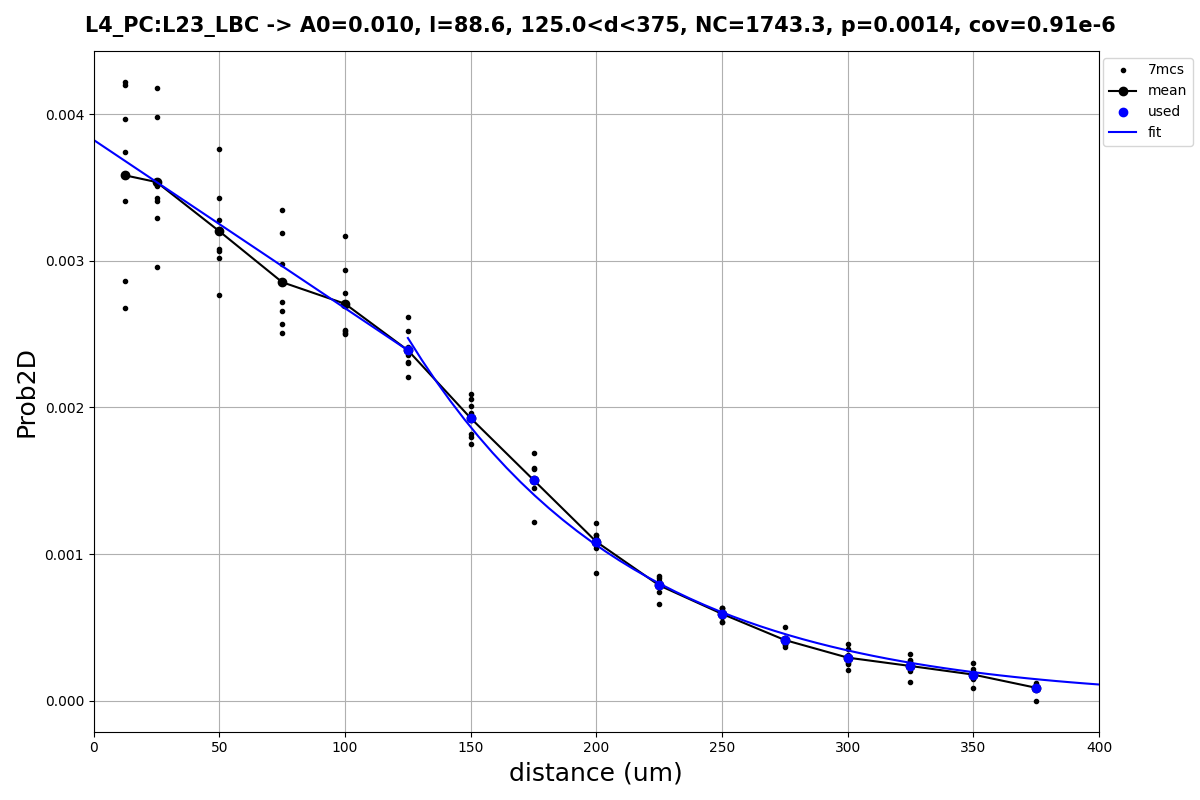 L4_PC:L23_LBC -> A0=0.010, l=88.6, 125.0<d<375, NC=1743.3, p=0.0014, cov=0.91e-6
7mcs
mean
used
fit
0.004
0.003
0.002
0.001
0.000
Prob2D
0 50 100 150 200 250 300 350 400
distance (um)